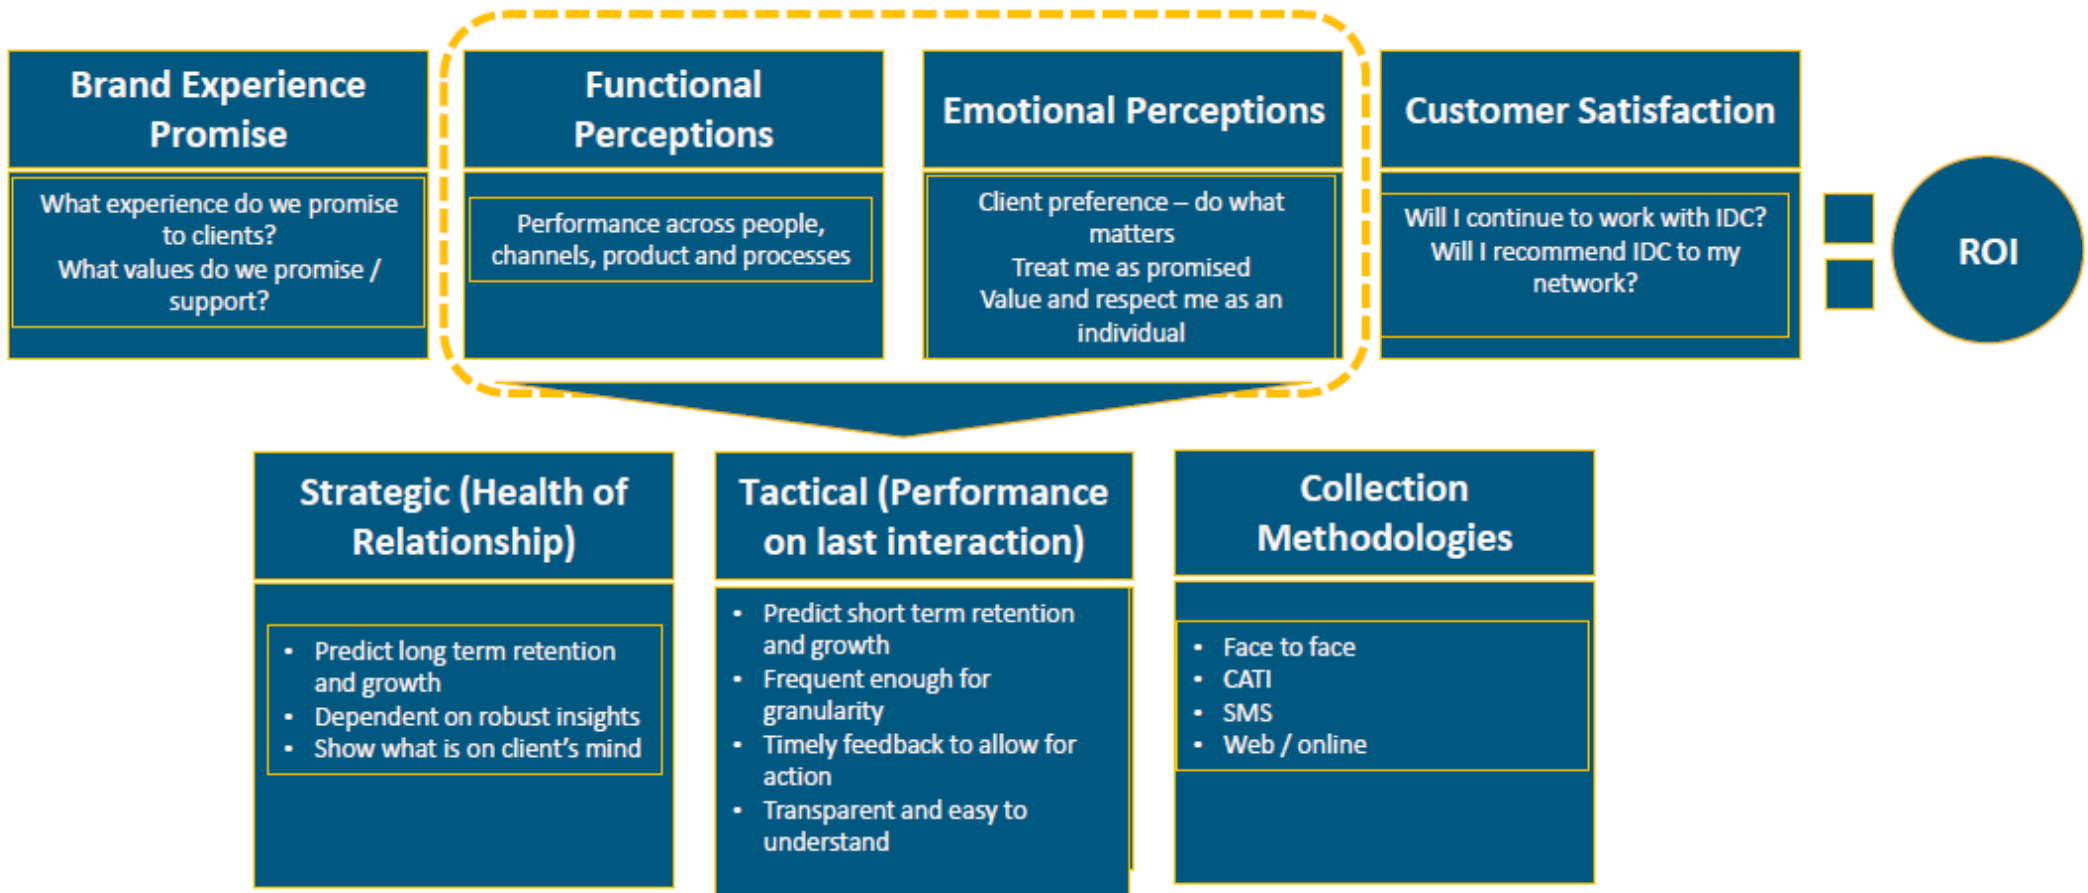 Brand Experience
Promise
What experience do we promise
to clients?
What values do we promise /
support?
Functional
Perceptions
Performance across people,
channels, product and processes
Emotional Perceptions
Client preference – do what
matters
Treat me as promised
Value and respect me as an
individual
Customer Satisfaction
Will I continue to work with IDC?
Will I recommend IDC to my
network?
ROI
Strategic (Health of
Relationship)
• Predict long term retention
and growth
• Dependent on robust insights
• Show what is on client’s mind
Tactical (Performance
on last interaction)
• Predict short term retention
and growth
• Frequent enough for
granularity
• Timely feedback to allow for
action
• Transparent and easy to
understand
Collection
Methodologies
• Face to face
• CATI
• SMS
• Web / online